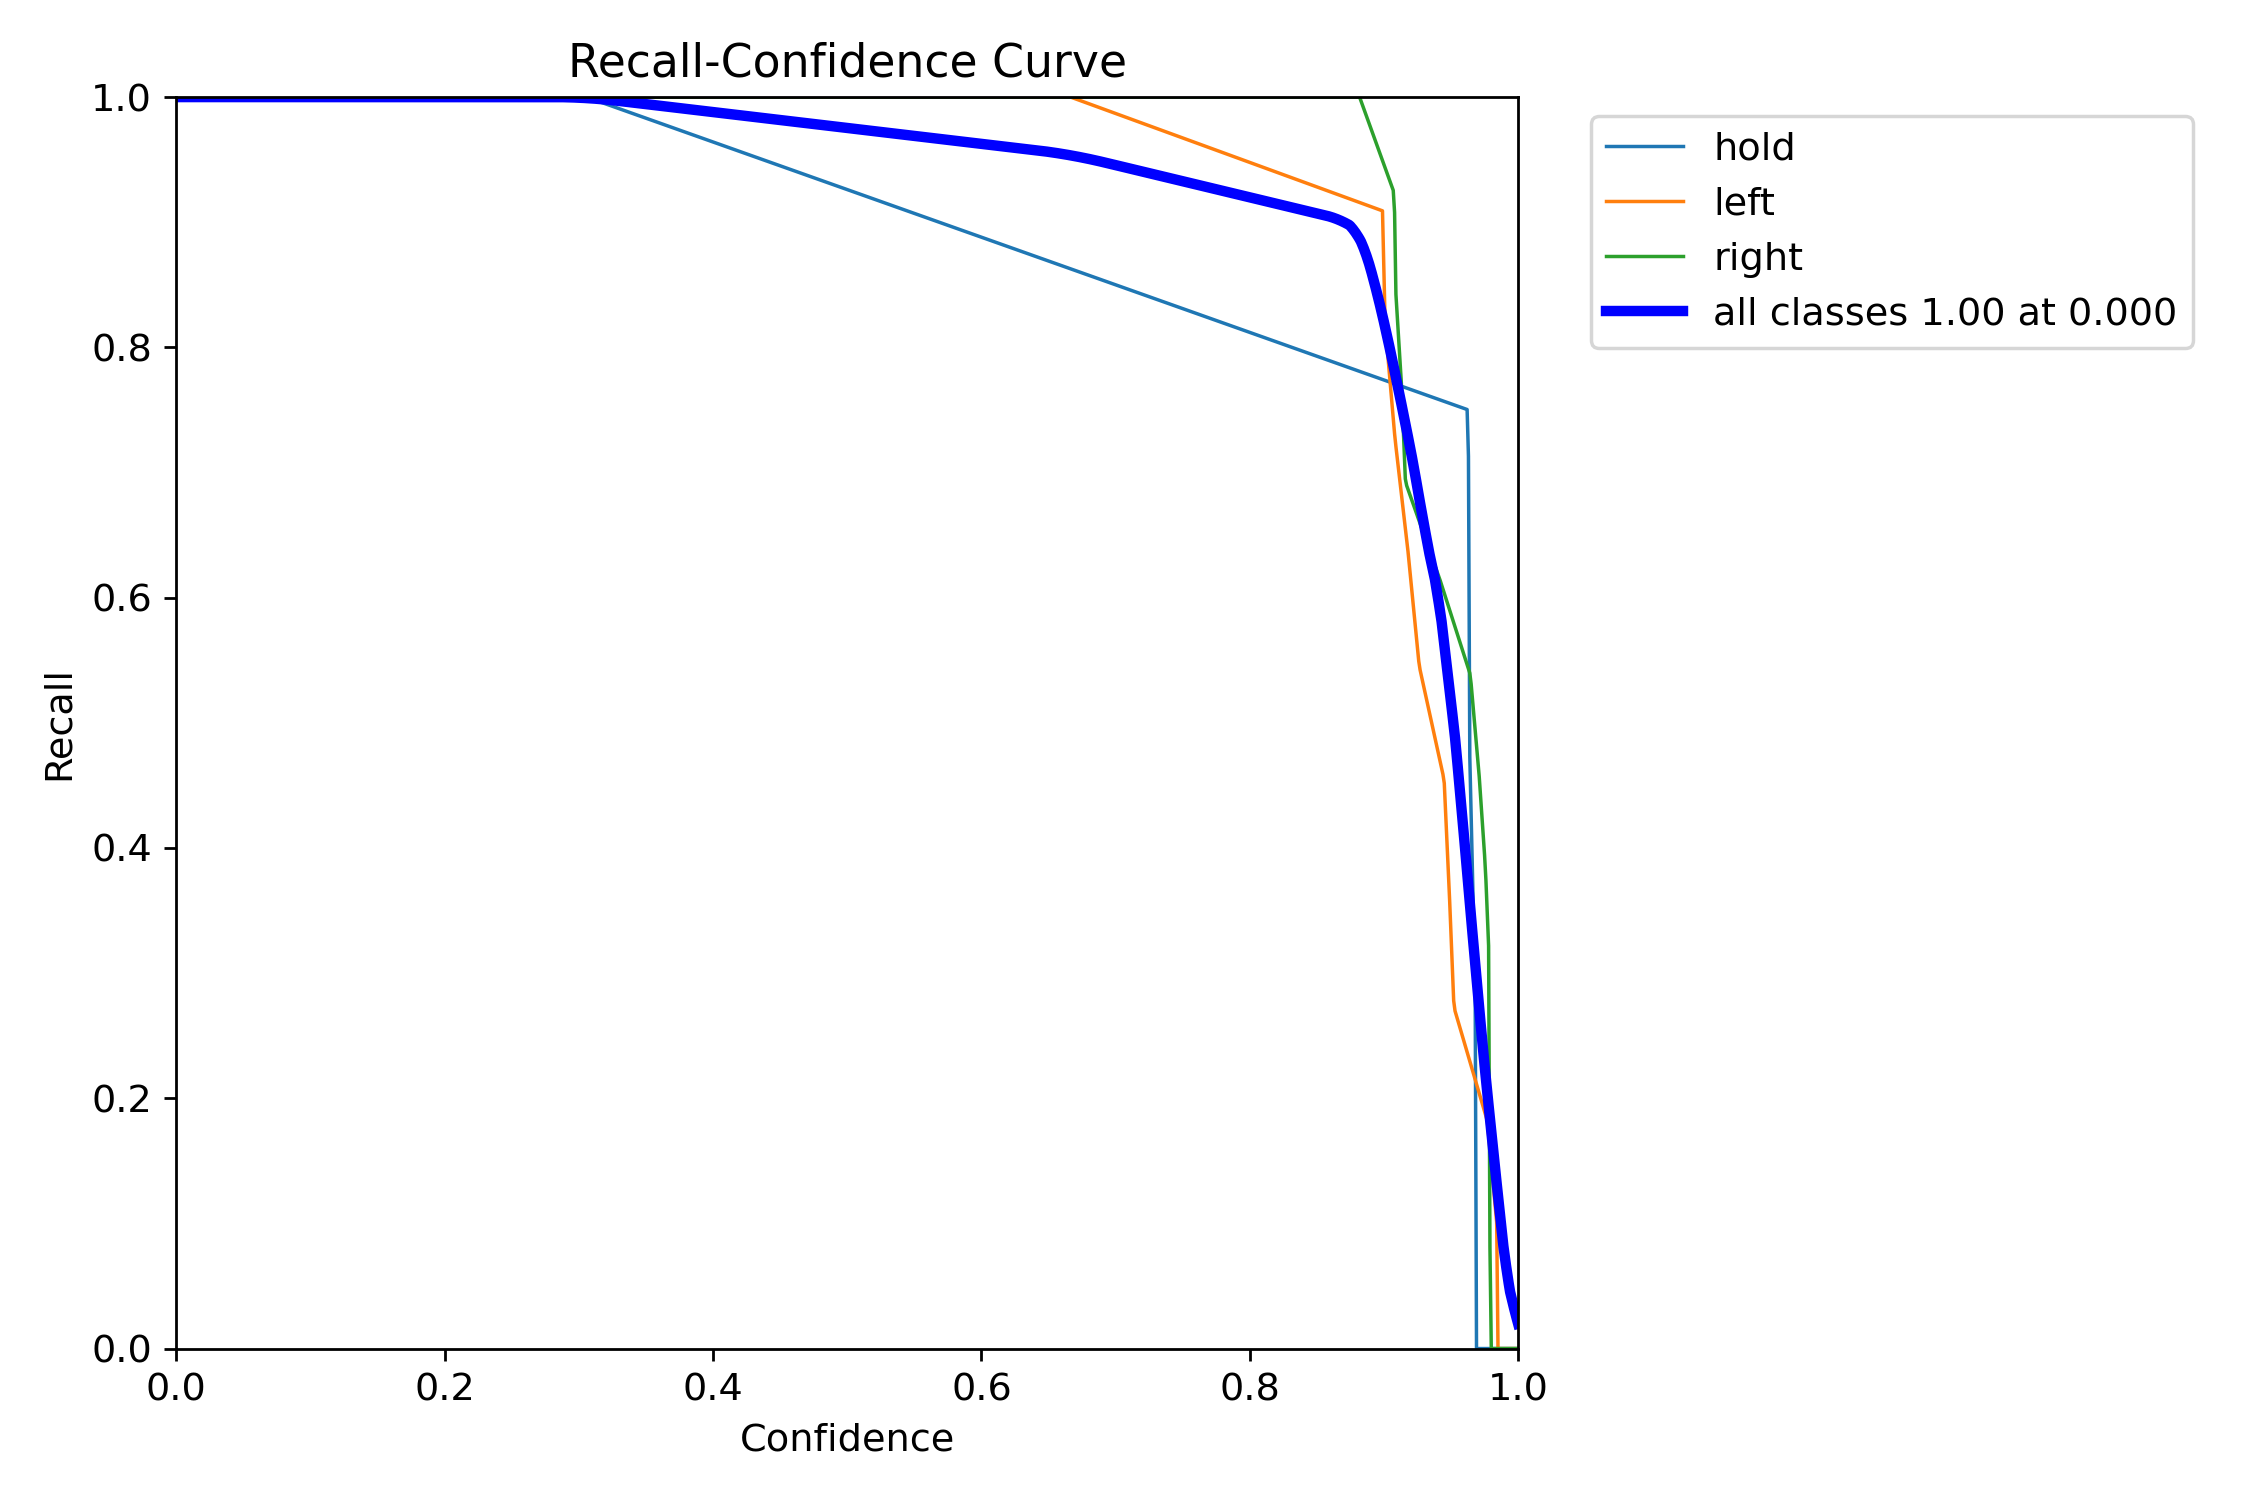 Recall-Confidence Curve
1.0
0.8
0.6
0.4
0.2
0.0
Recall
0.0 0.2 0.4 0.6 0.8 1.0
Confidence
hold
left
right
all classes 1.00 at 0.000